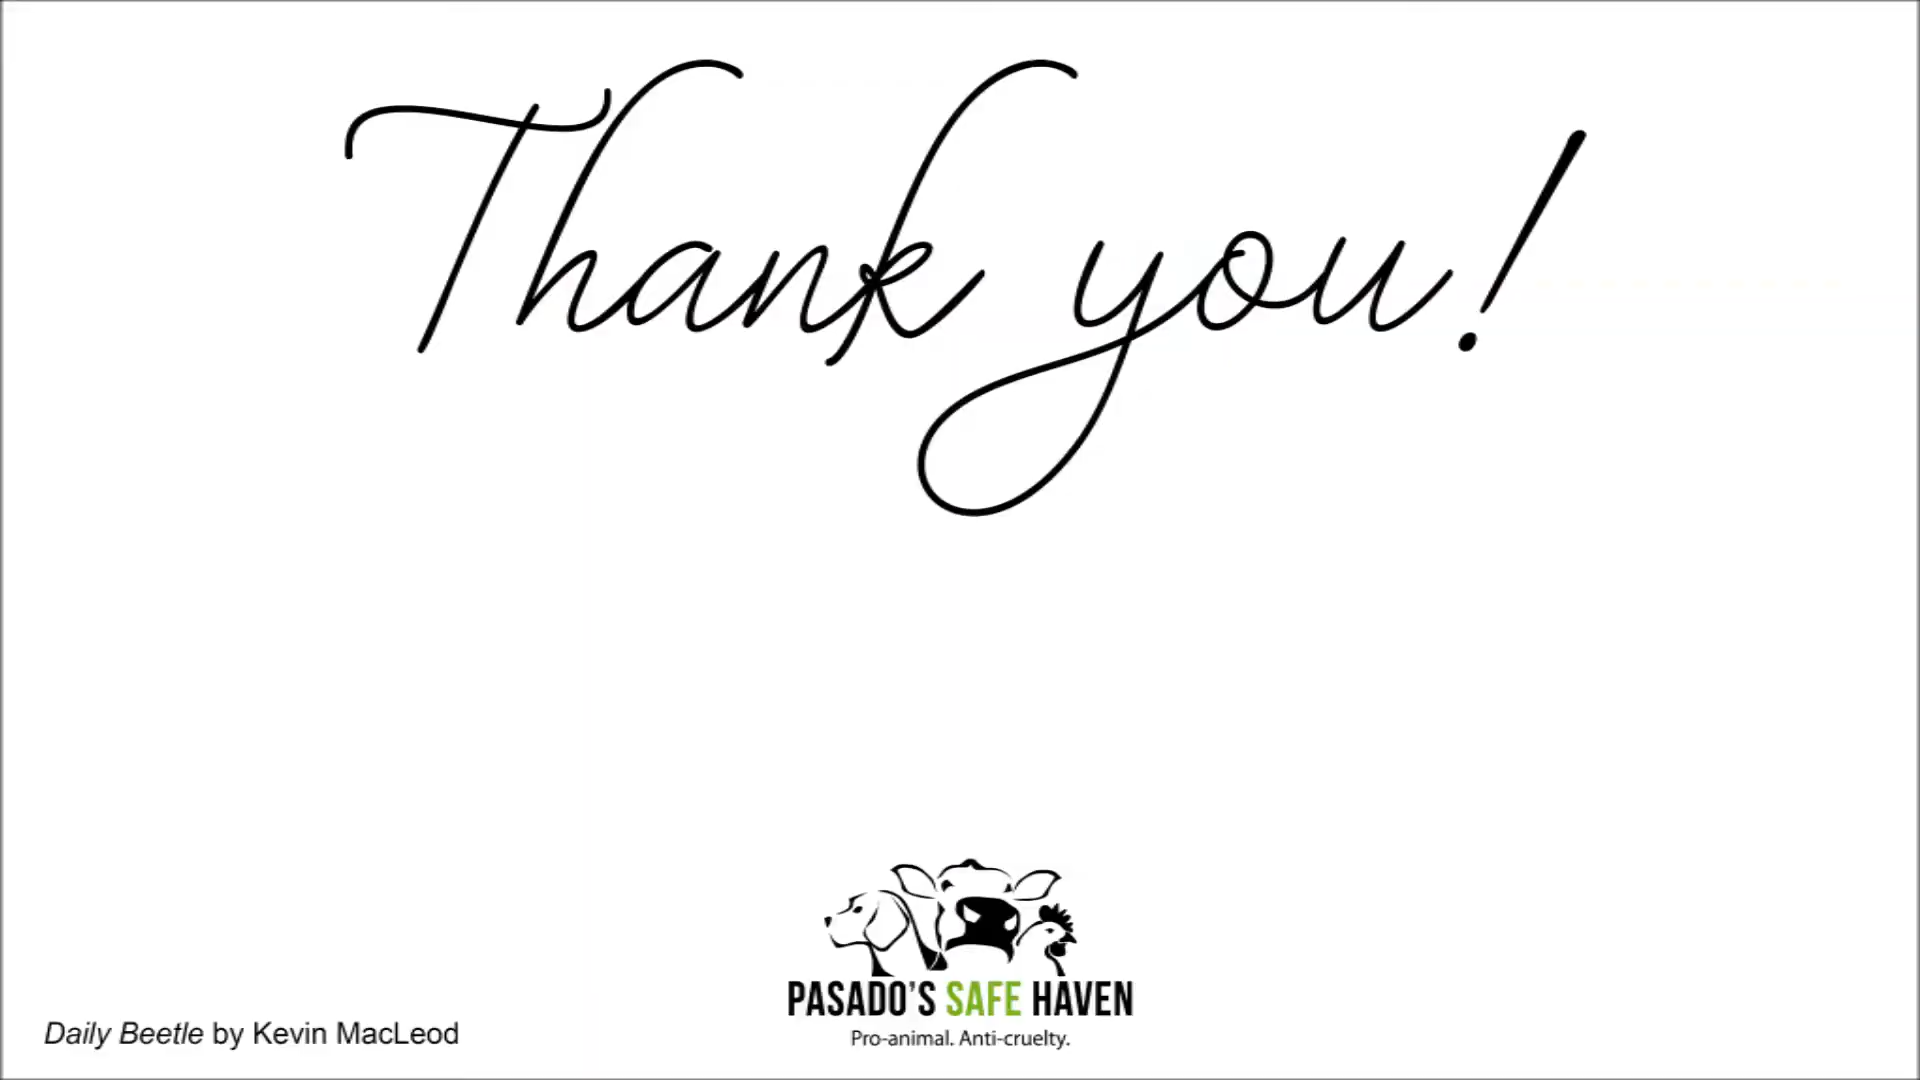 Thank you!
PASADO'S SAFE HAVEN
Pro-animal. Anti-cruelty.
Daily Beetle by Kevin MacLeod